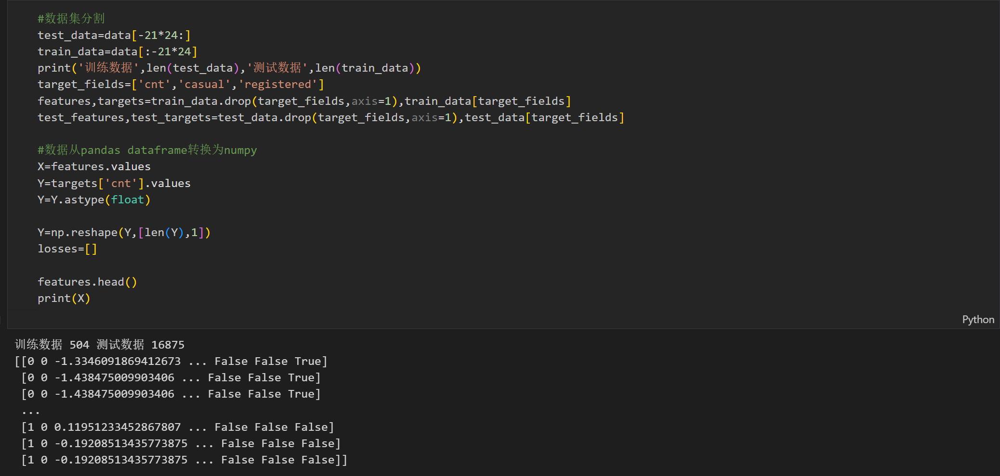 #数据集分割
test_data=data[-21*24:]
train_data=data[:-21*24]
print('训练数据',len(test_data),'测试数据',len(train_data))
target_fields=['cnt','casual','registered']
features,targets=train_data.drop(target_fields,axis=1),train_data[target_fields]
test_features,test_targets=test_data.drop(target_fields,axis=1),test_data[target_fields]
#数据从pandas dataframe转换为numpy
X=features.values
Y=targets['cnt'].values
Y=Y.astype(float)
Y=np.reshape(Y,[len(Y),1])
losses=[]
features.head()
print(X)
Python
训练数据 504 测试数据 16875
[[0 0 -1.3346091869412673 ... False False True]
[0 0 -1.438475009903406 ... False False True]
[0 0 -1.438475009903406 ... False False True]
...
[1 0 0.11951233452867807 ... False False False]
[1 0 -0.19208513435773875 ... False False False]
[1 0 -0.19208513435773875 ... False False False]]